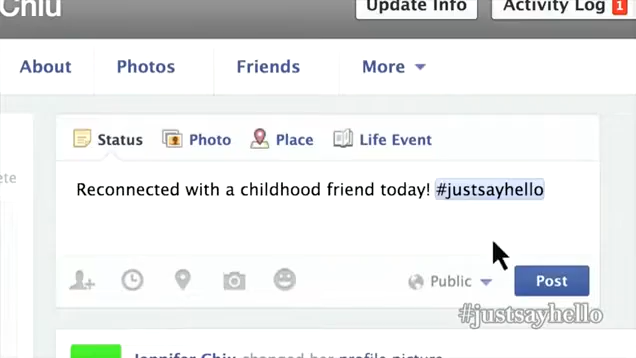 Chiu
Update Info
Activity Log 1
About
Photos
Friends
More
Status
Photo
Place
Life Event
Reconnected with a childhood friend today! #justsayhello
Public
Post
#justsayhello
Jennifer Chiu changed her profile picture